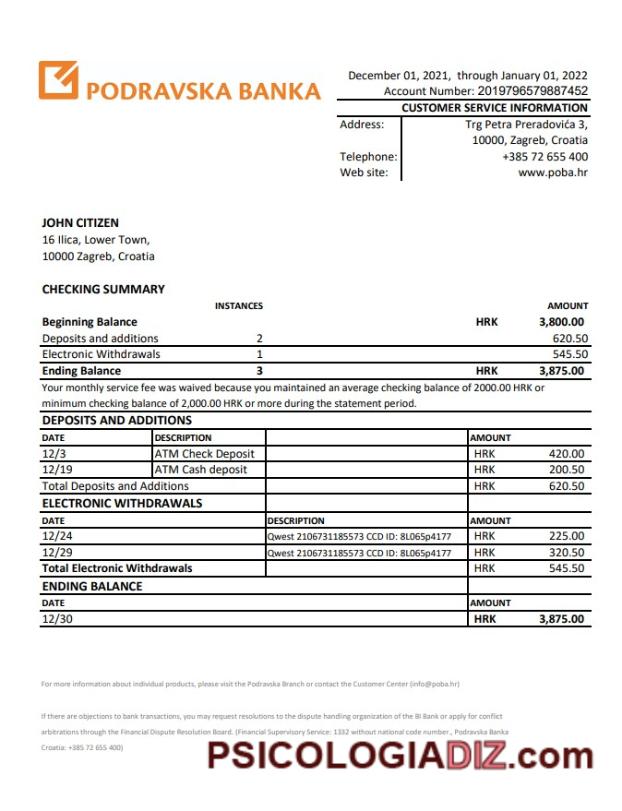 PODRAVSKA BANKA
December 01, 2021, through January 01, 2022
Account Number: 2019796579887452
CUSTOMER SERVICE INFORMATION
Address: Trg Petra Preradovića 3,
10000, Zagreb, Croatia
Telephone: +385 72 655 400
Web site: www.poba.hr
JOHN CITIZEN
16 Ilica, Lower Town,
10000 Zagreb, Croatia
CHECKING SUMMARY
INSTANCES AMOUNT
Beginning Balance HRK 3,800.00
Deposits and additions 2 620.50
Electronic Withdrawals 1 545.50
Ending Balance 3 HRK 3,875.00
Your monthly service fee was waived because you maintained an average checking balance of 2000.00 HRK or
minimum checking balance of 2,000.00 HRK or more during the statement period.
DEPOSITS AND ADDITIONS
DATE DESCRIPTION AMOUNT
12/3 ATM Check Deposit HRK 420.00
12/19 ATM Cash deposit HRK 200.50
Total Deposits and Additions HRK 620.50
ELECTRONIC WITHDRAWALS
DATE DESCRIPTION AMOUNT
12/24 Qwest 2106731185573 CCD ID: 8L065p4177 HRK 225.00
12/29 Qwest 2106731185573 CCD ID: 8L065p4177 HRK 320.50
Total Electronic Withdrawals HRK 545.50
ENDING BALANCE
DATE AMOUNT
12/30 HRK 3,875.00
For more information about individual products, please visit the Podravska Branch or contact the Customer Center (info@poba.hr)
If there are objections to bank transactions, you may request resolutions to the dispute handling organization of the BI Bank or apply for conflict
arbitrations through the Financial Dispute Resolution Board. (Financial Supervisory Service: 1332 without national code number., Podravska Banka
Croatia: +385 72 655 400)
PSICOLOGIADIZ.com